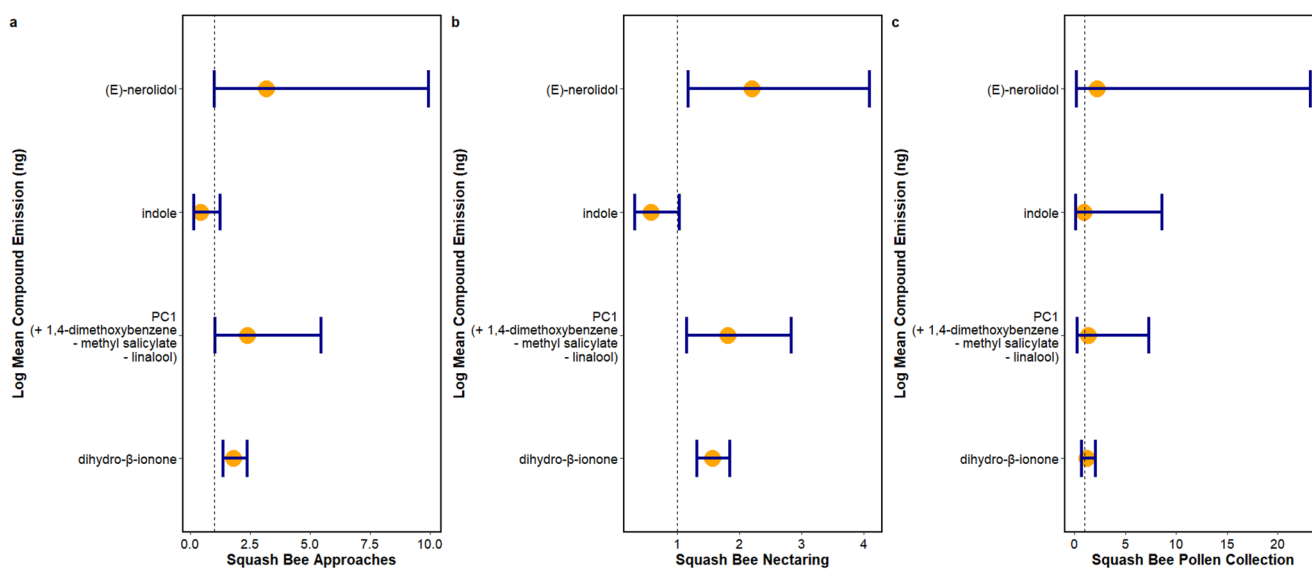 a
Log Mean Compound Emission (ng)
(E)-nerolidol
indole
PC1
(+ 1,4-dimethoxybenzene
- methyl salicylate
- linalool)
dihydro-β-ionone
0.0 2.5 5.0 7.5 10.0
Squash Bee Approaches
b
Log Mean Compound Emission (ng)
(E)-nerolidol
indole
PC1
(+ 1,4-dimethoxybenzene
- methyl salicylate
- linalool)
dihydro-β-ionone
1 2 3 4
Squash Bee Nectaring
c
Log Mean Compound Emission (ng)
(E)-nerolidol
indole
PC1
(+ 1,4-dimethoxybenzene
- methyl salicylate
- linalool)
dihydro-β-ionone
0 5 10 15 20
Squash Bee Pollen Collection